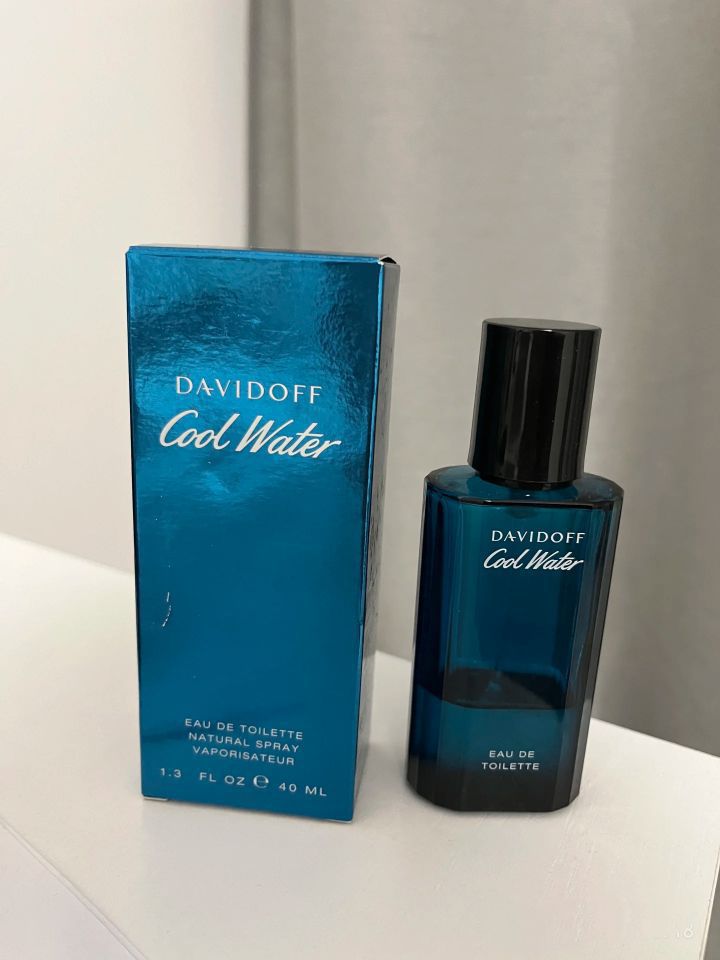 DAVIDOFF
Cool Water
EAU DE TOILETTE
NATURAL SPRAY
VAPORISATEUR
1.3 FL OZ ℮ 40 ML
DAVIDOFF
Cool Water
EAU DE
TOILETTE